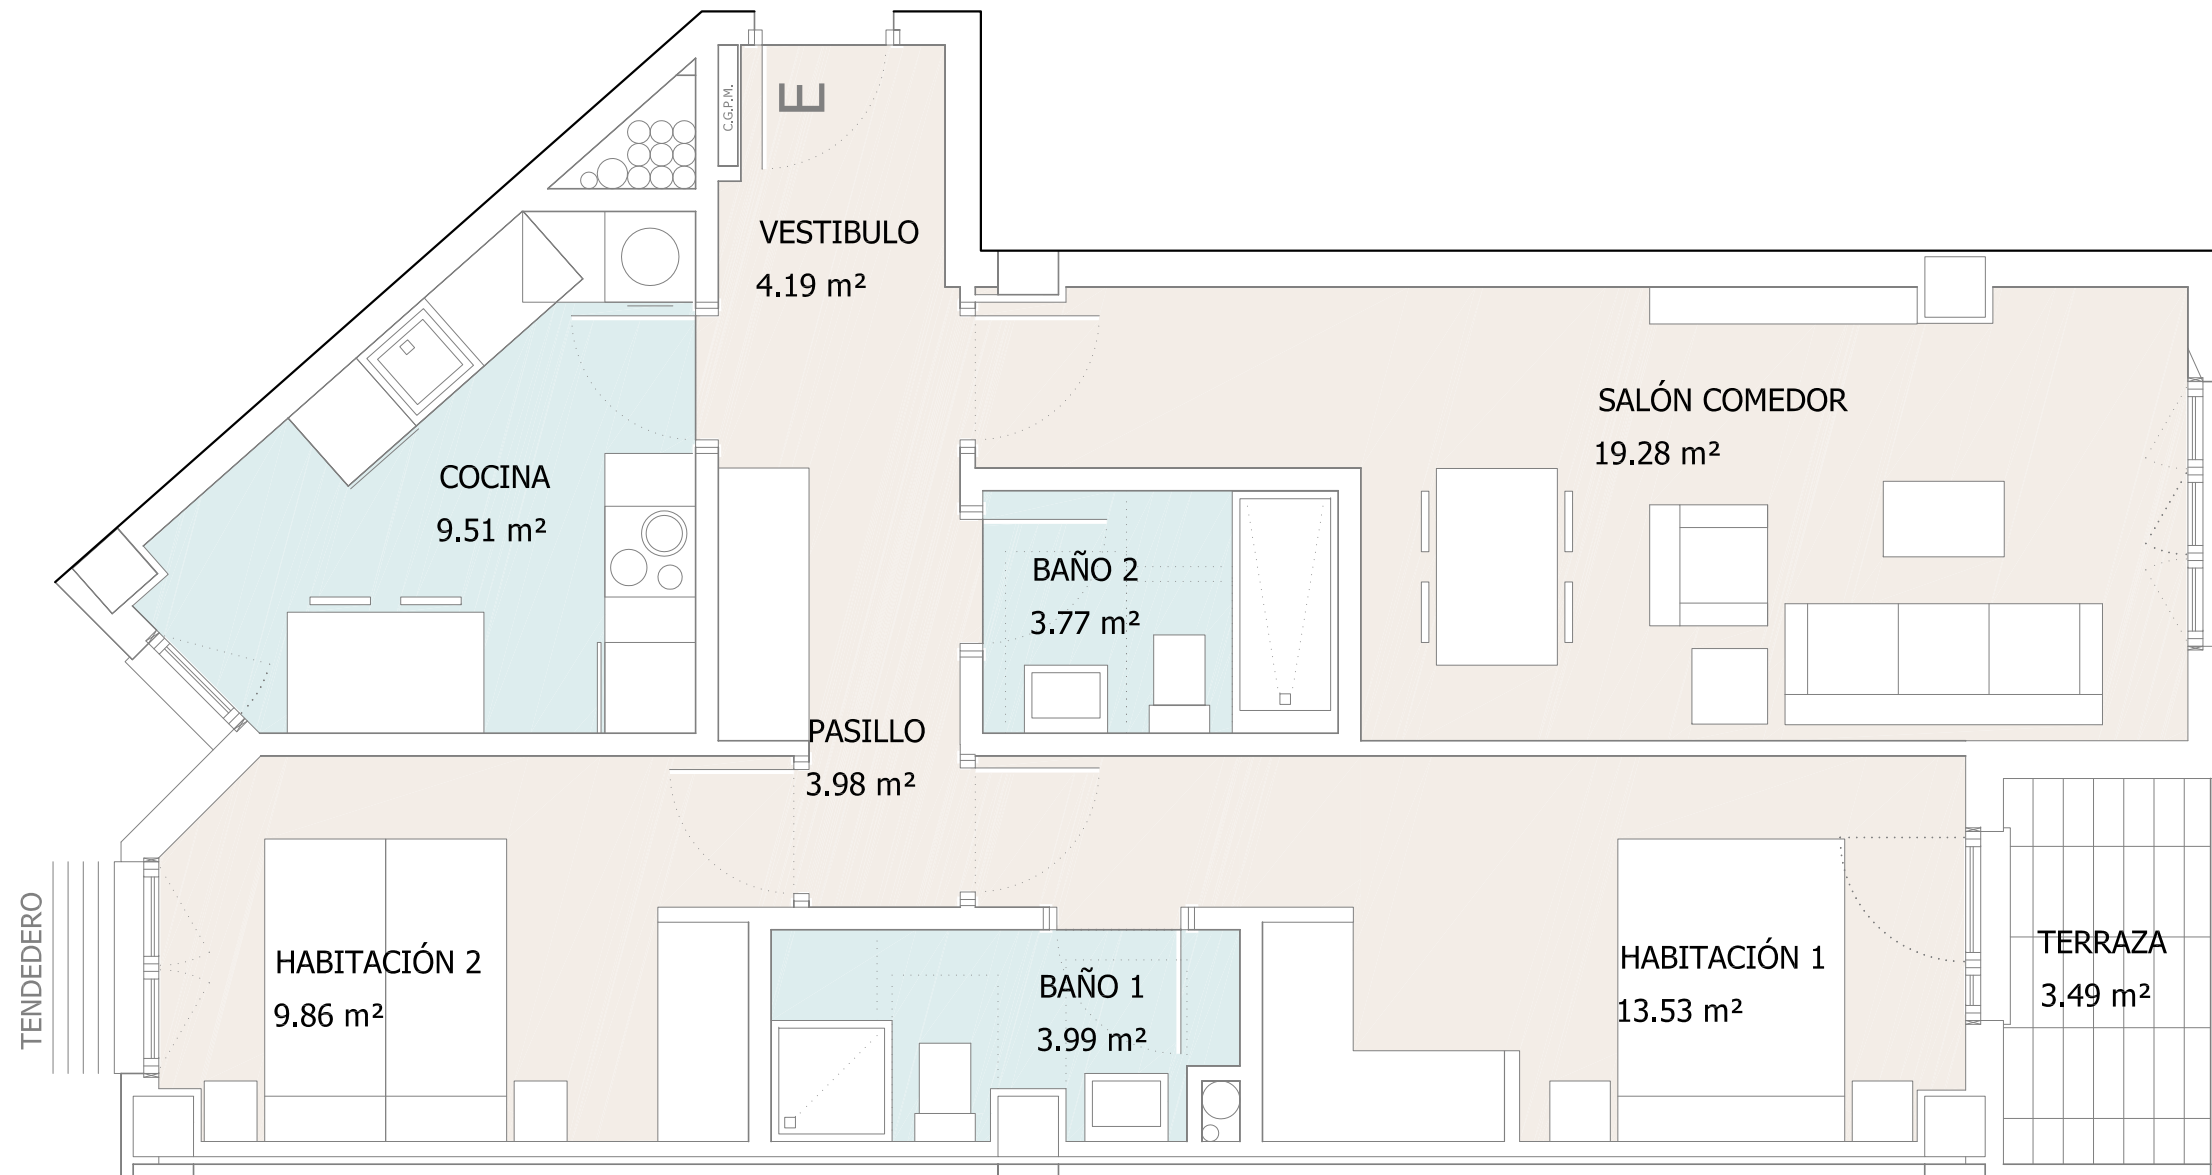 C.G.P.M.
E
VESTIBULO
4.19 m²
SALÓN COMEDOR
19.28 m²
COCINA
9.51 m²
BAÑO 2
3.77 m²
PASILLO
3.98 m²
TENDEDERO
HABITACIÓN 2
9.86 m²
BAÑO 1
3.99 m²
HABITACIÓN 1
13.53 m²
TERRAZA
3.49 m²